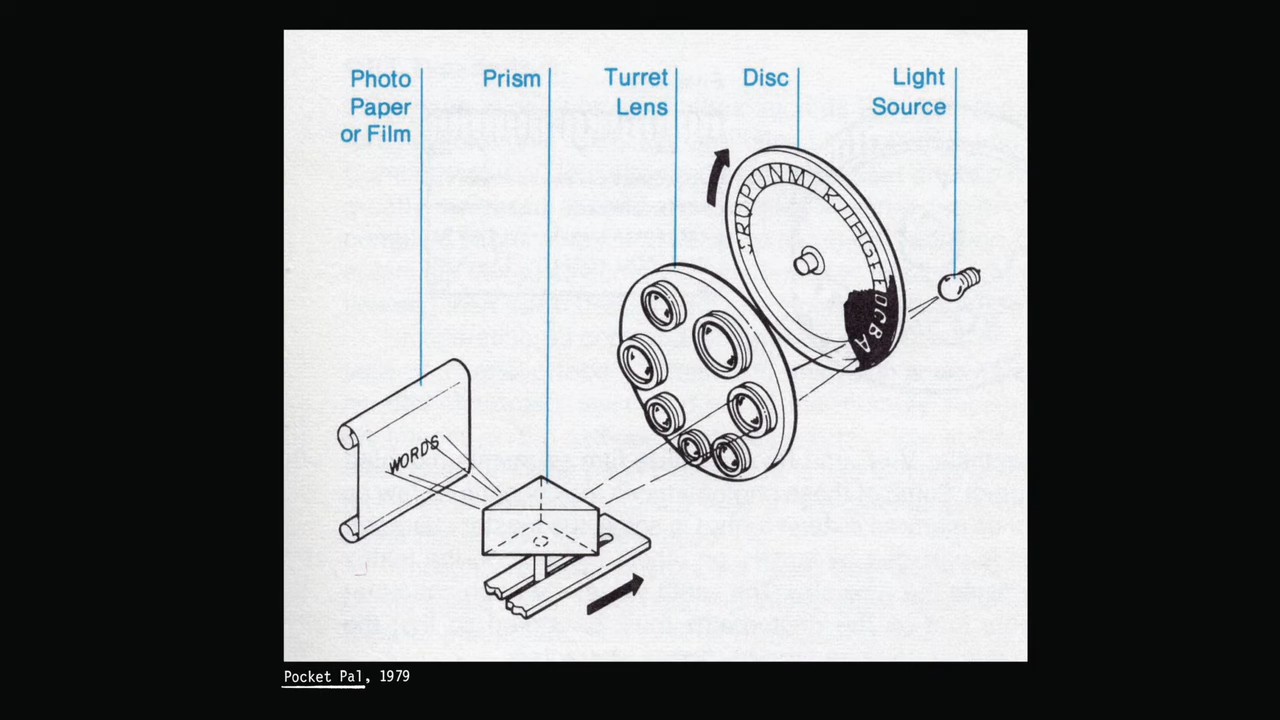 Photo
Paper
or Film
Prism
Turret
Lens
Disc
Light
Source
WORDS
Pocket Pal, 1979